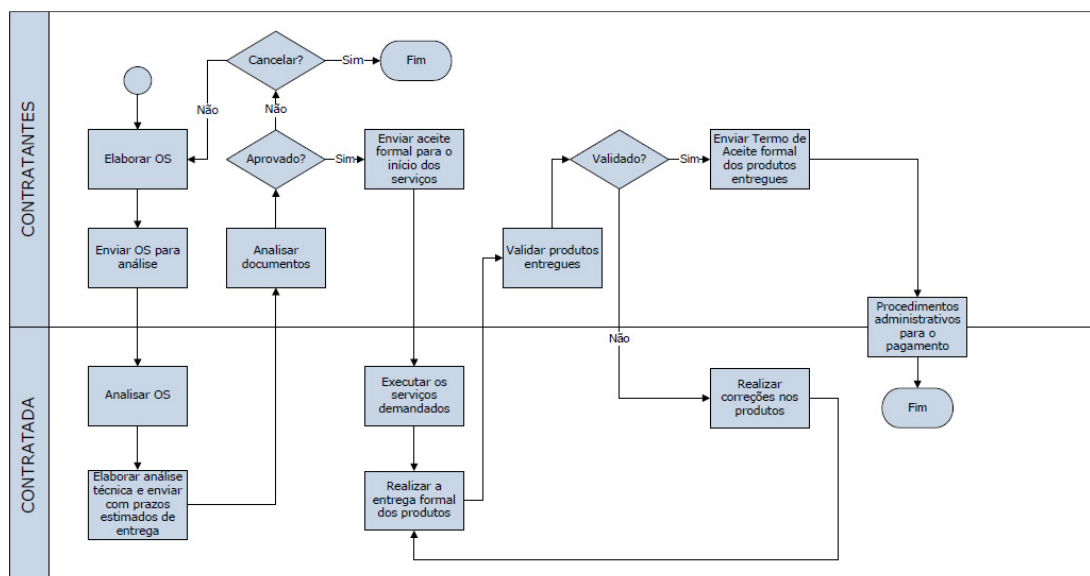 CONTRATANTES
Cancelar?
Sim
Fim
Não
Não
Elaborar OS
Aprovado?
Sim
Enviar aceite
formal para o
início dos
serviços
Validado?
Sim
Enviar Termo de
Aceite formal
dos produtos
entregues
Enviar OS para
análise
Analisar
documentos
Validar produtos
entregues
Procedimentos
administrativos
para o
pagamento
Não
CONTRATADA
Analisar OS
Executar os
serviços
demandados
Realizar
correções nos
produtos
Fim
Elaborar análise
técnica e enviar
com prazos
estimados de
entrega
Realizar a
entrega formal
dos produtos